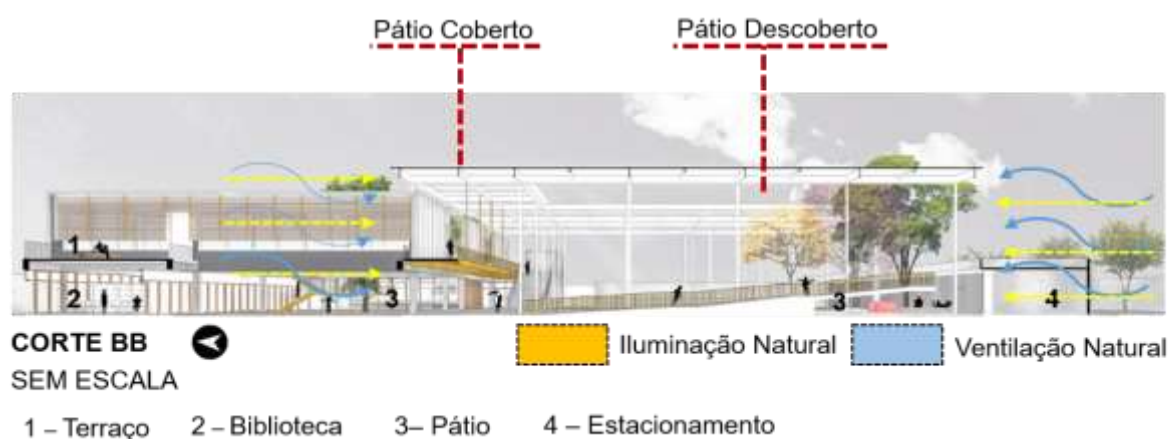 Pátio Coberto
Pátio Descoberto
1
2
3
3
4
CORTE BB
Iluminação Natural
Ventilação Natural
SEM ESCALA
1 – Terraço 2 – Biblioteca 3– Pátio 4 – Estacionamento